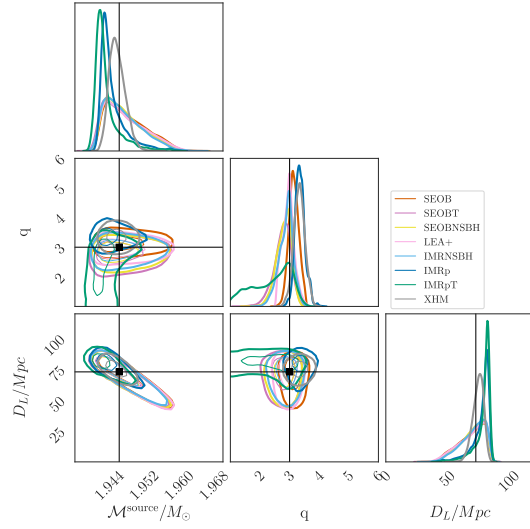 6
5
4
3
2
q
SEOB
SEOBT
SEOBNSBH
LEA+
IMRNSBH
IMRp
IMRpT
XHM
100
75
50
25
D_L/Mpc
1.944 1.952 1.960 1.968
2 3 4 5 6
50 100
ℳ^source/M_⊙ q D_L/Mpc